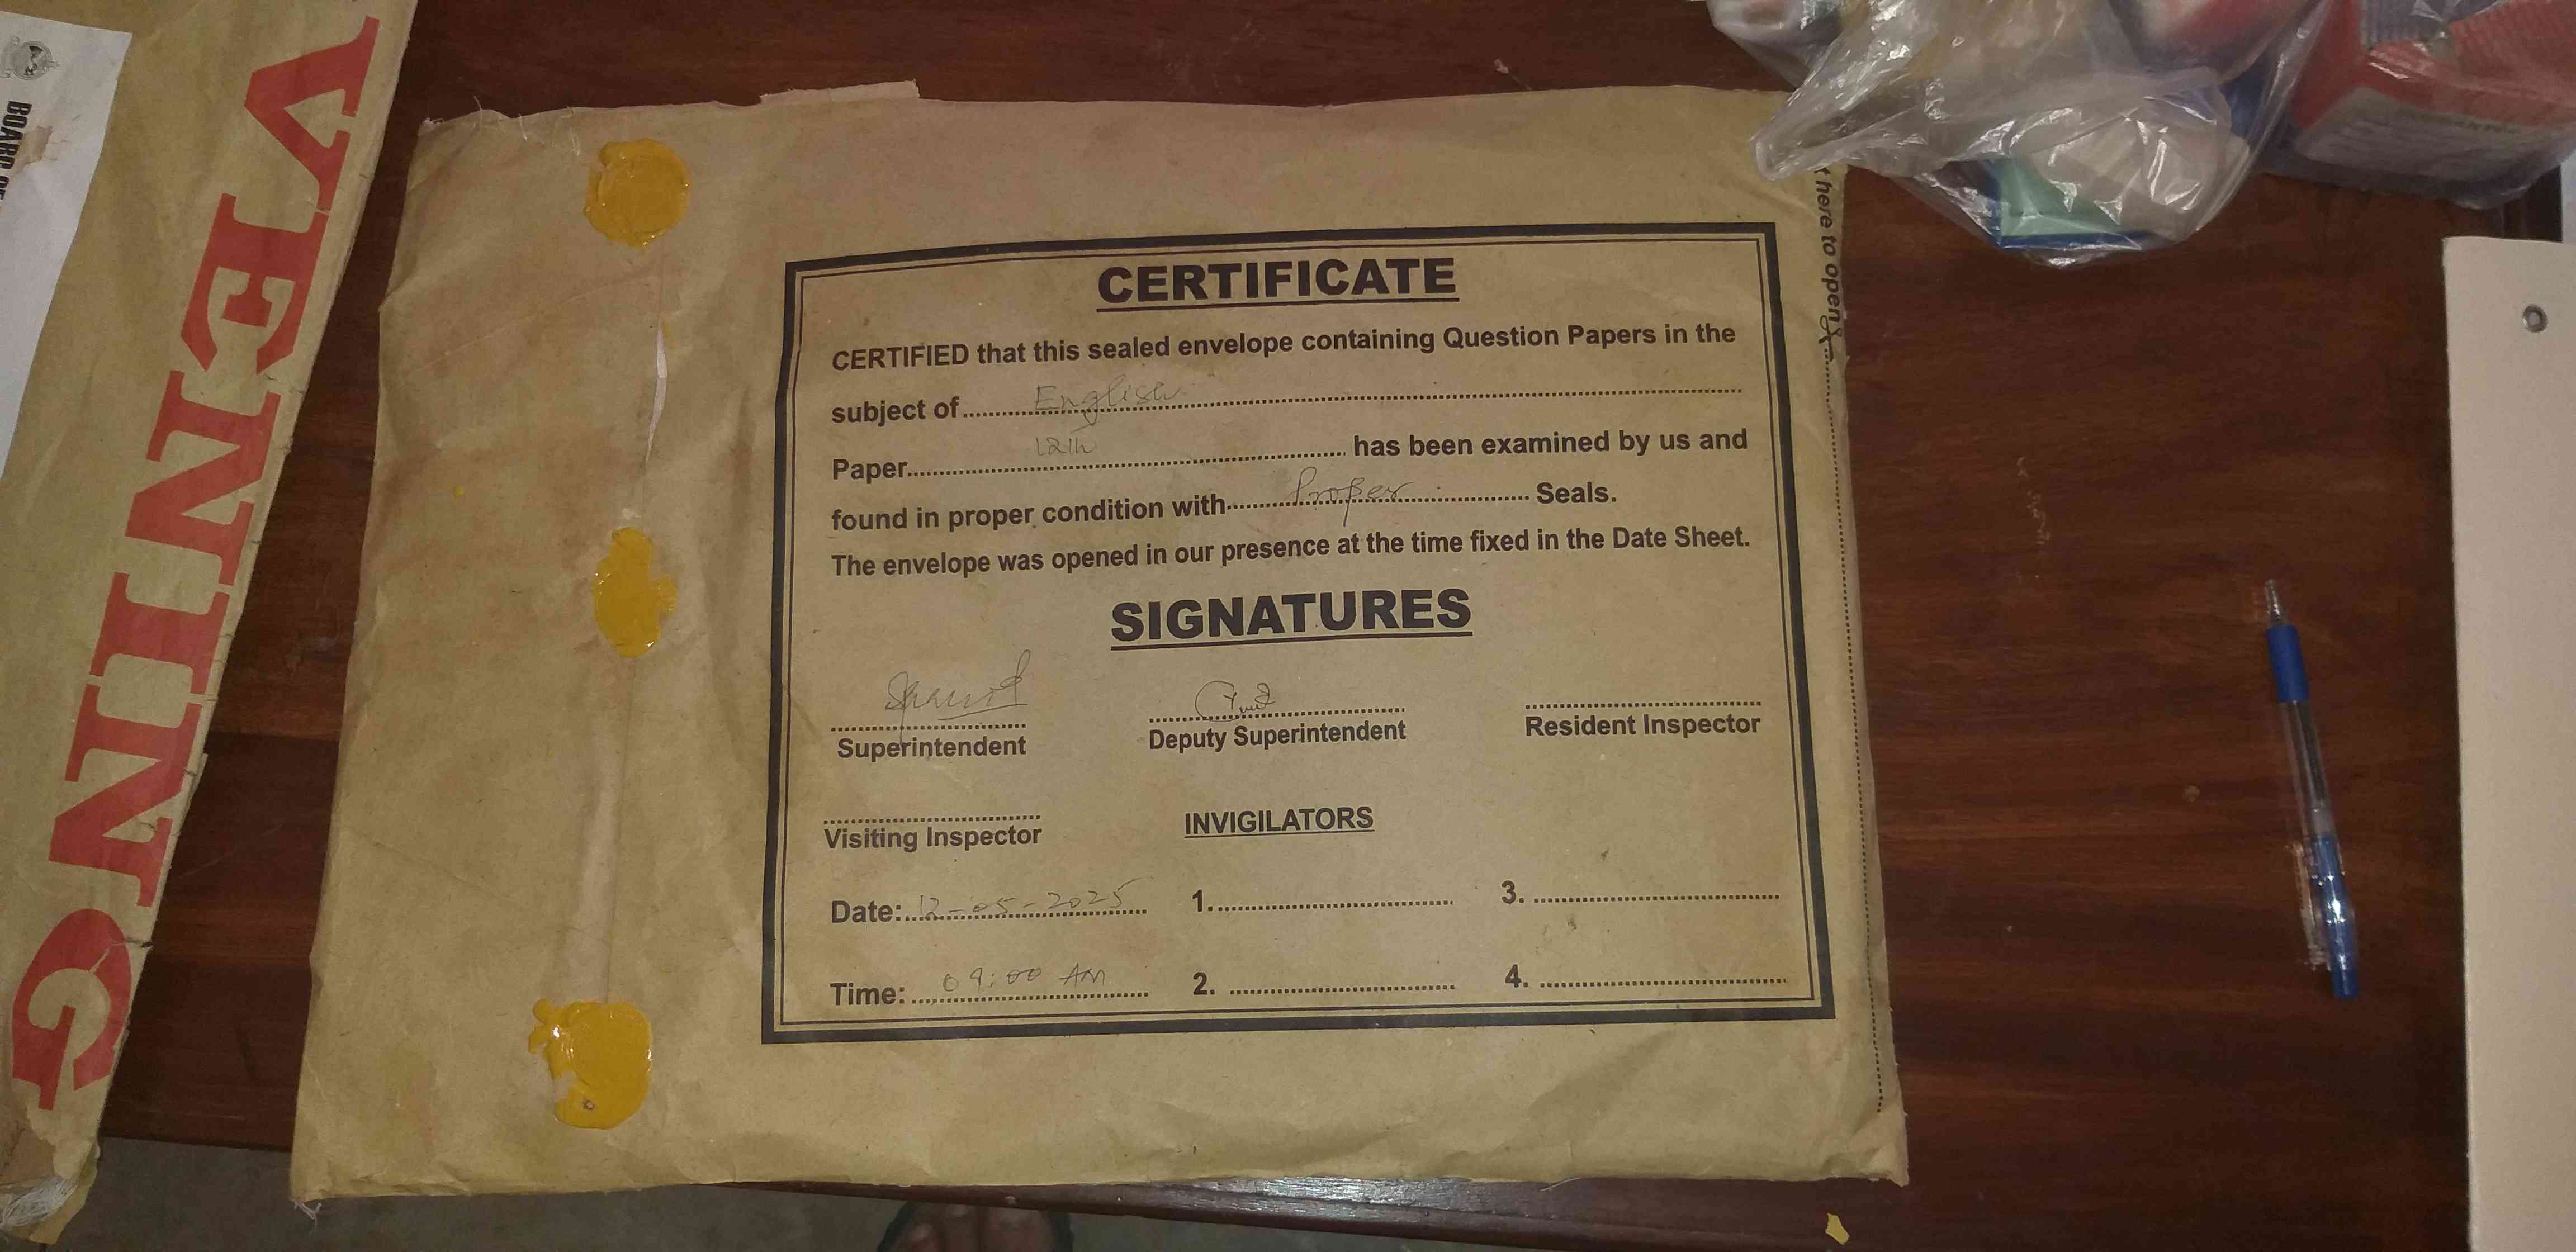 VENING
BOARD OF
t here to open
CERTIFICATE
CERTIFIED that this sealed envelope containing Question Papers in the
subject of English
Paper 12th has been examined by us and
found in proper condition with Proper Seals.
The envelope was opened in our presence at the time fixed in the Date Sheet.
SIGNATURES
Superintendent Deputy Superintendent Resident Inspector
Visiting Inspector INVIGILATORS
Date: 12-05-2025 1. 3.
Time: 09:00 AM 2. 4.